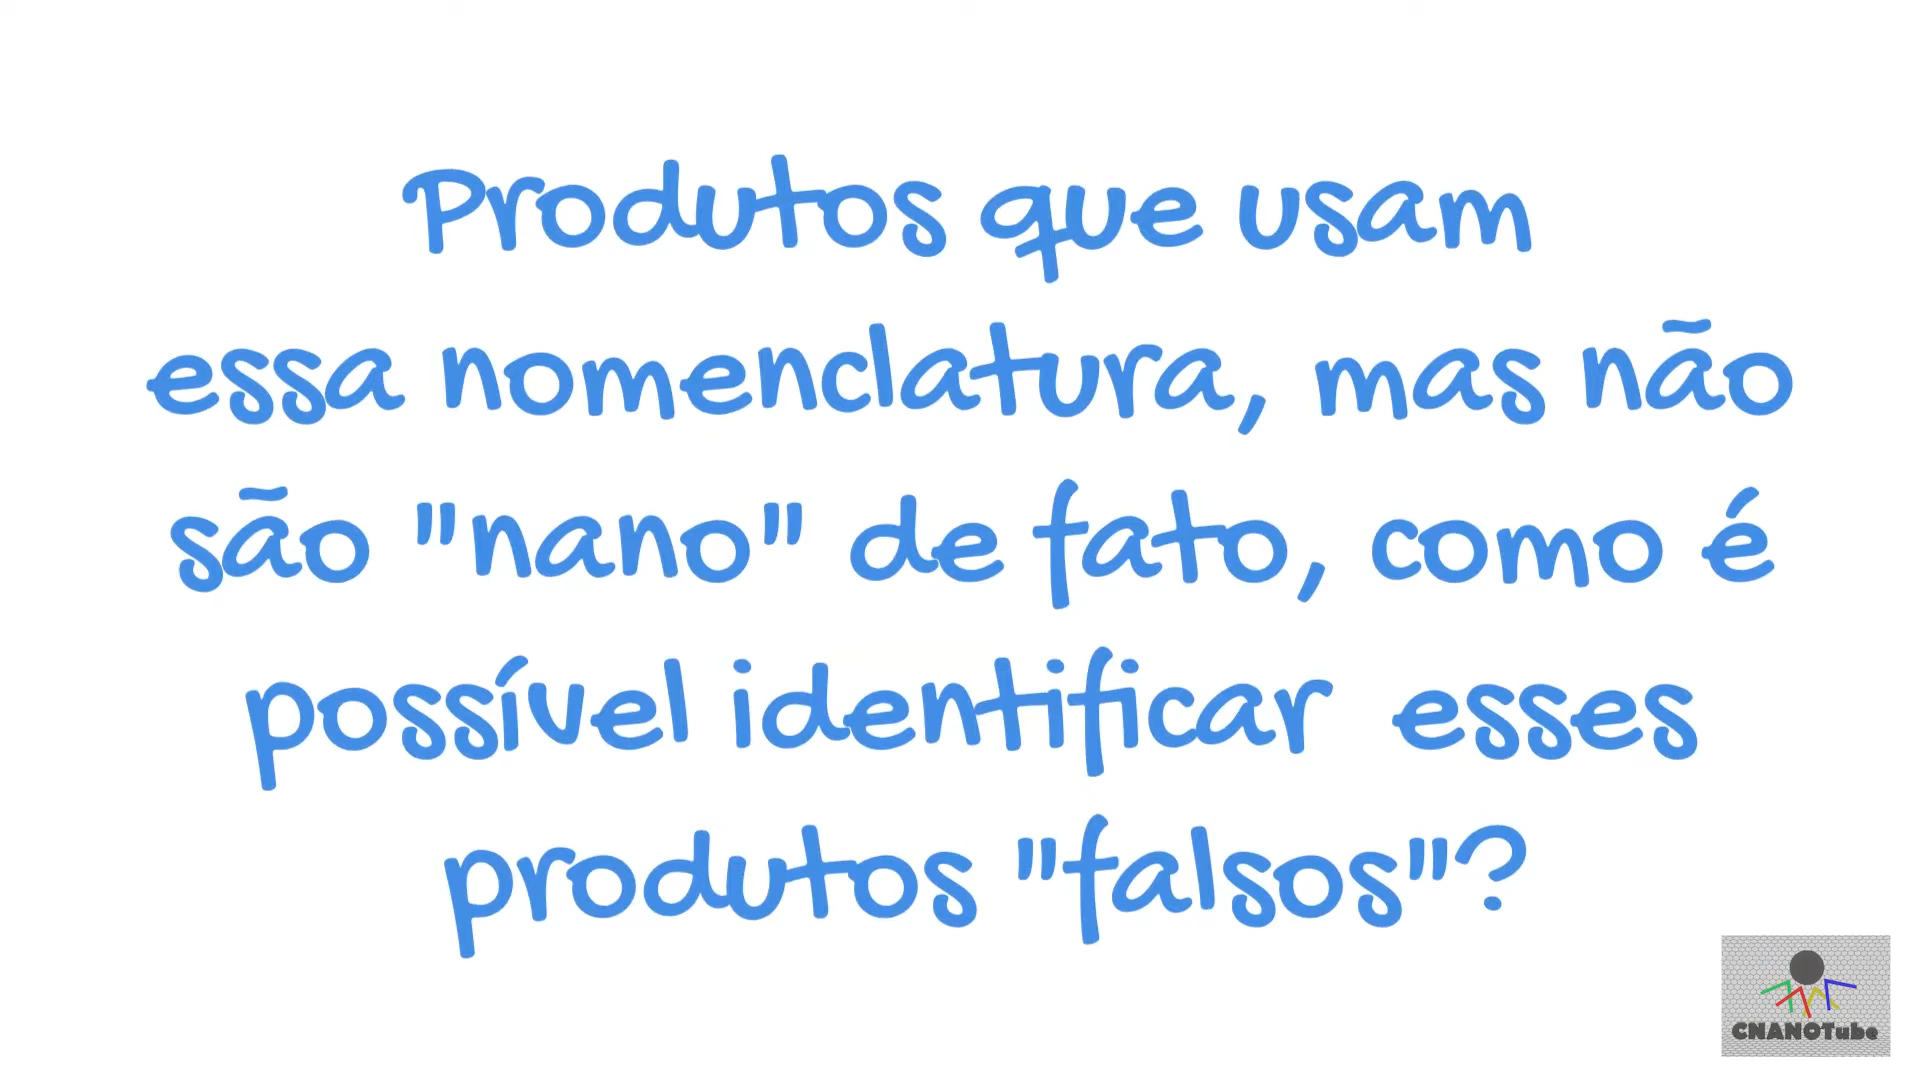 Produtos que usam
essa nomenclatura, mas não
são "nano" de fato, como é
possível identificar esses
produtos "falsos"?
CNANOTube